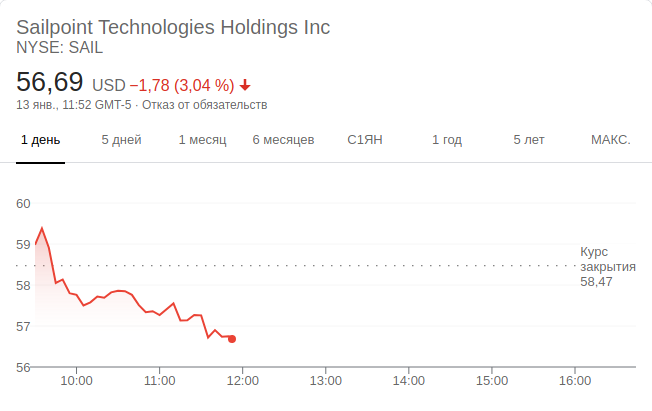 Sailpoint Technologies Holdings Inc
NYSE: SAIL
56,69 USD −1,78 (3,04 %)
13 янв., 11:52 GMT-5 · Отказ от обязательств
1 день 5 дней 1 месяц 6 месяцев С1ЯН 1 год 5 лет МАКС.
60
59
Курс
закрытия
58,47
58
57
56
10:00 11:00 12:00 13:00 14:00 15:00 16:00